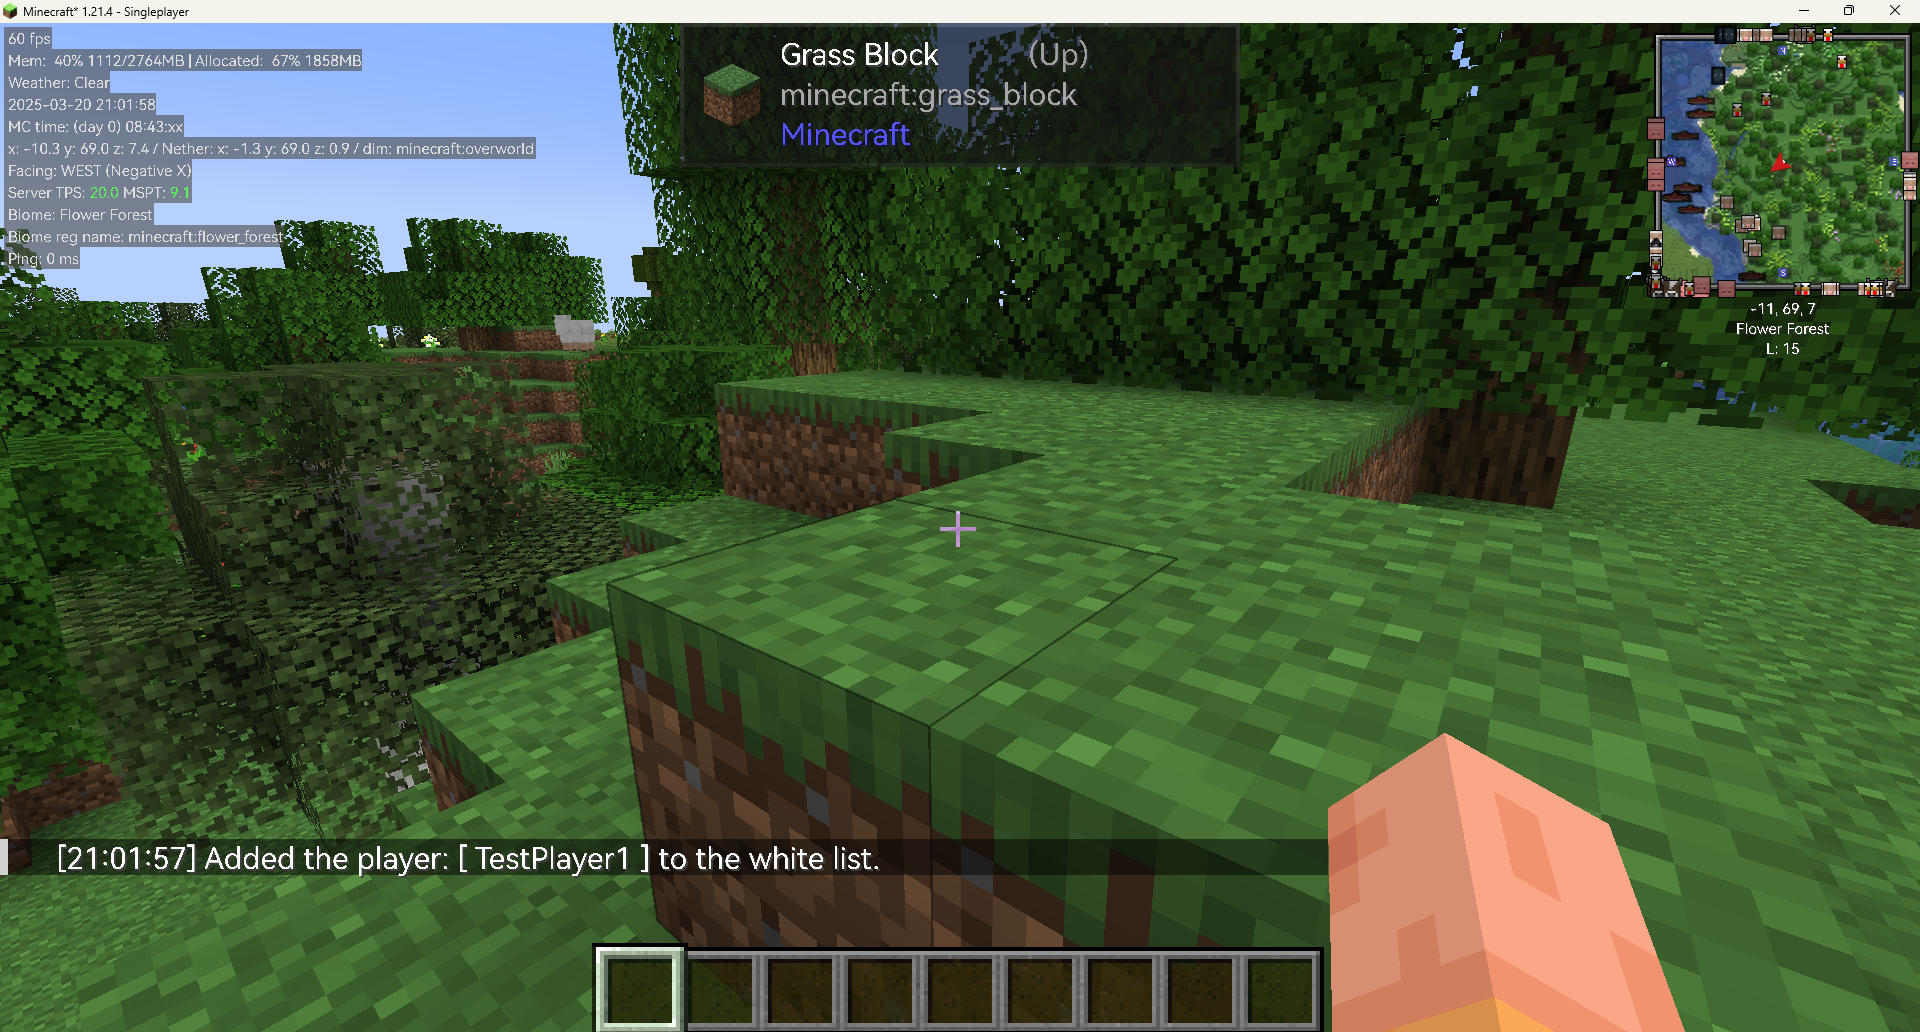 Minecraft* 1.21.4 - Singleplayer
60 fps
Mem: 40% 1112/2764MB | Allocated: 67% 1858MB
Weather: Clear
2025-03-20 21:01:58
MC time: (day 0) 08:43:xx
x: -10.3 y: 69.0 z: 7.4 / Nether: x: -1.3 y: 69.0 z: 0.9 / dim: minecraft:overworld
Facing: WEST (Negative X)
Server TPS: 20.0 MSPT: 9.1
Biome: Flower Forest
Biome reg name: minecraft:flower_forest
Ping: 0 ms
Grass Block (Up)
minecraft:grass_block
Minecraft
N
W
E
S
-11, 69, 7
Flower Forest
L: 15
[21:01:57] Added the player: [ TestPlayer1 ] to the white list.